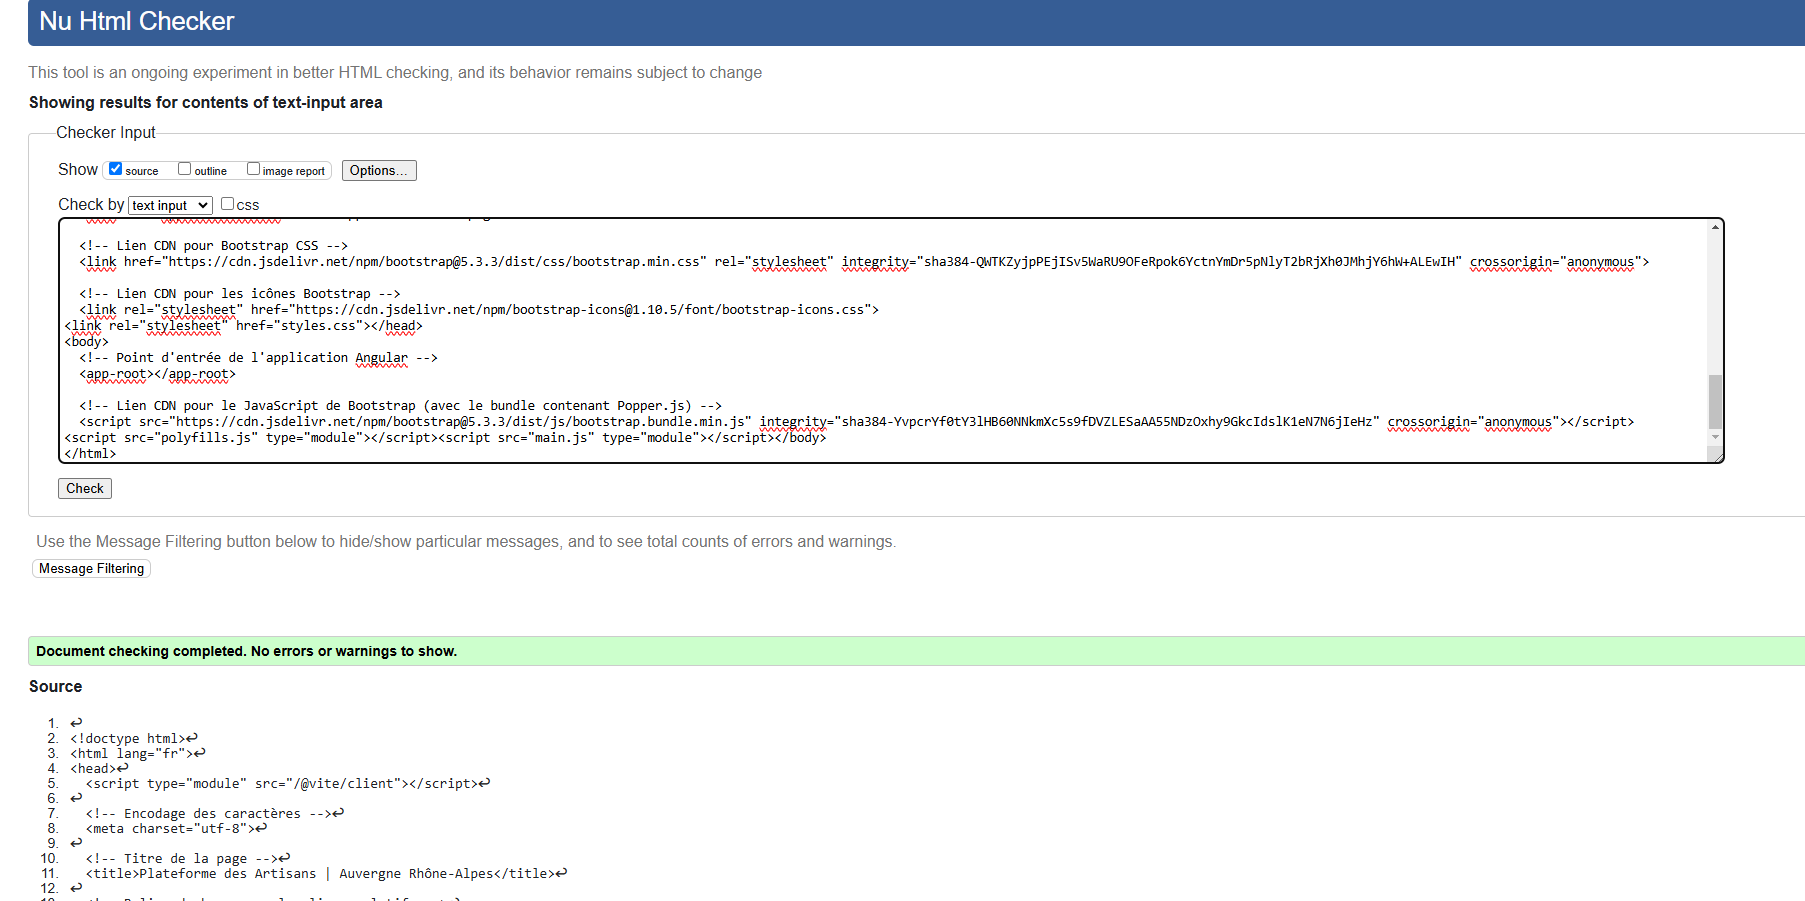 Nu Html Checker
This tool is an ongoing experiment in better HTML checking, and its behavior remains subject to change
Showing results for contents of text-input area
Checker Input
Show source outline image report Options...
Check by text input css
<!-- Lien CDN pour Bootstrap CSS -->
<link href="https://cdn.jsdelivr.net/npm/bootstrap@5.3.3/dist/css/bootstrap.min.css" rel="stylesheet" integrity="sha384-QWTKZyjpPEjISv5WaRU9OFeRpok6YctnYmDr5pNlyT2bRjXh0JMhjY6hW+ALEwIH" crossorigin="anonymous">
<!-- Lien CDN pour les icônes Bootstrap -->
<link rel="stylesheet" href="https://cdn.jsdelivr.net/npm/bootstrap-icons@1.10.5/font/bootstrap-icons.css">
<link rel="stylesheet" href="styles.css"></head>
<body>
<!-- Point d'entrée de l'application Angular -->
<app-root></app-root>
<!-- Lien CDN pour le JavaScript de Bootstrap (avec le bundle contenant Popper.js) -->
<script src="https://cdn.jsdelivr.net/npm/bootstrap@5.3.3/dist/js/bootstrap.bundle.min.js" integrity="sha384-YvpcrYf0tY3lHB60NNkmXc5s9fDVZLESaAA55NDzOxhy9GkcIdslK1eN7N6jIeHz" crossorigin="anonymous"></script>
<script src="polyfills.js" type="module"></script><script src="main.js" type="module"></script></body>
</html>
Check
Use the Message Filtering button below to hide/show particular messages, and to see total counts of errors and warnings.
Message Filtering
Document checking completed. No errors or warnings to show.
Source
1. ↩
2. <!doctype html>↩
3. <html lang="fr">↩
4. <head>↩
5. <script type="module" src="/@vite/client"></script>↩
6. ↩
7. <!-- Encodage des caractères -->↩
8. <meta charset="utf-8">↩
9. ↩
10. <!-- Titre de la page -->↩
11. <title>Plateforme des Artisans | Auvergne Rhône-Alpes</title>↩
12. ↩